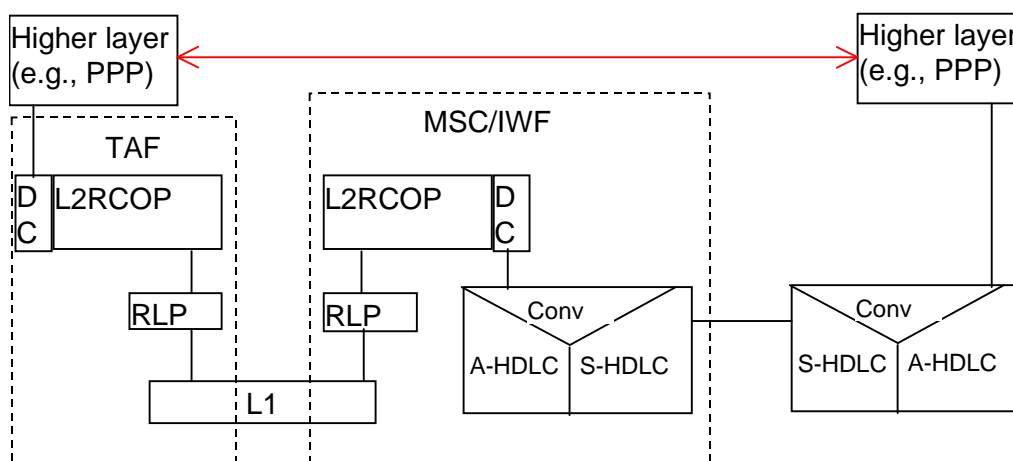 Higher layer
(e.g., PPP)
Higher layer
(e.g., PPP)
MSC/IWF
TAF
D
C
L2RCOP
L2RCOP
D
C
RLP
RLP
Conv
A-HDLC
S-HDLC
Conv
S-HDLC
A-HDLC
L1